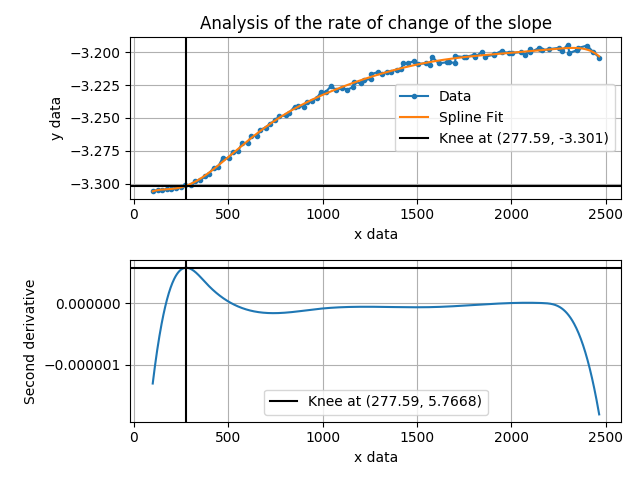 Analysis of the rate of change of the slope
y data
−3.200
−3.225
−3.250
−3.275
−3.300
Data
Spline Fit
Knee at (277.59, -3.301)
0
500
1000
1500
2000
2500
x data
Second derivative
0.000000
−0.000001
Knee at (277.59, 5.7668)
0
500
1000
1500
2000
2500
x data